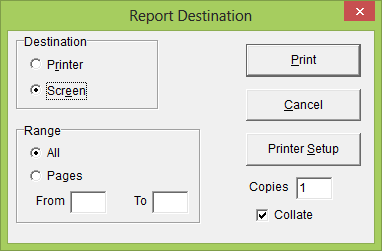 Report Destination
Destination
Printer
Screen
Print
Cancel
Range
All
Pages
From To
Printer Setup
Copies 1
Collate